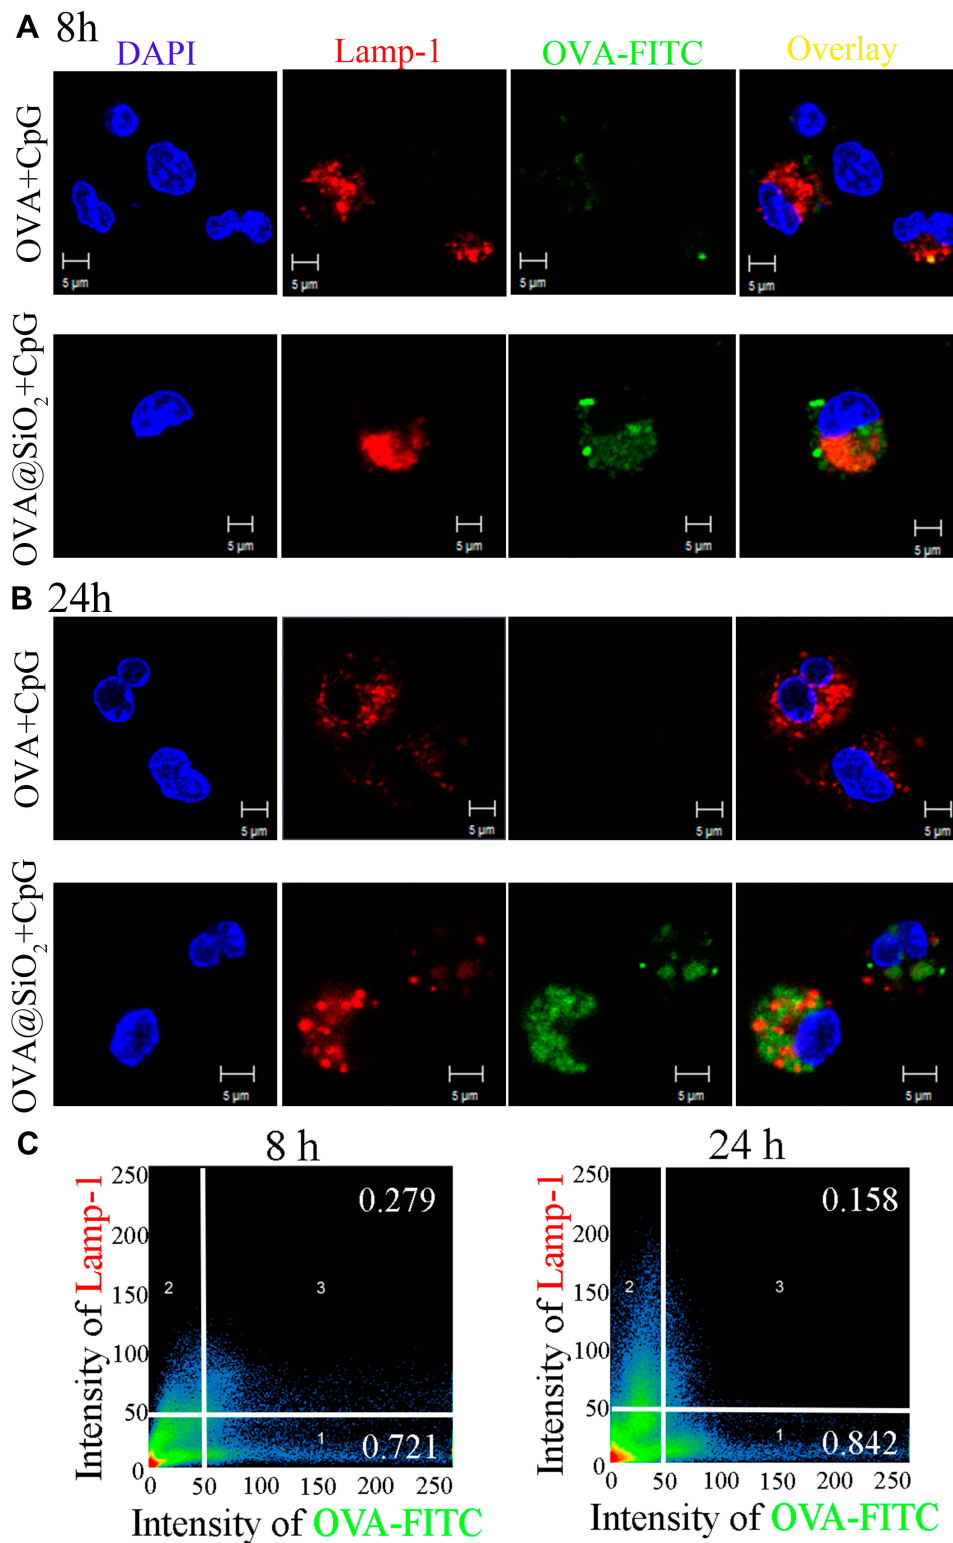 A 8h
DAPI Lamp-1 OVA-FITC Overlay
OVA+CpG
5 µm 5 µm 5 µm 5 µm
OVA@SiO₂+CpG
5 µm 5 µm 5 µm 5 µm
B 24h
OVA+CpG
5 µm 5 µm 5 µm 5 µm
OVA@SiO₂+CpG
5 µm 5 µm 5 µm 5 µm
C 8 h 24 h
Intensity of Lamp-1
250
200
150
100
50
0
0.279
2 3
1
0.721
0 50 100 150 200 250
Intensity of OVA-FITC
Intensity of Lamp-1
250
200
150
100
50
0
0.158
2 3
1
0.842
0 50 100 150 200 250
Intensity of OVA-FITC